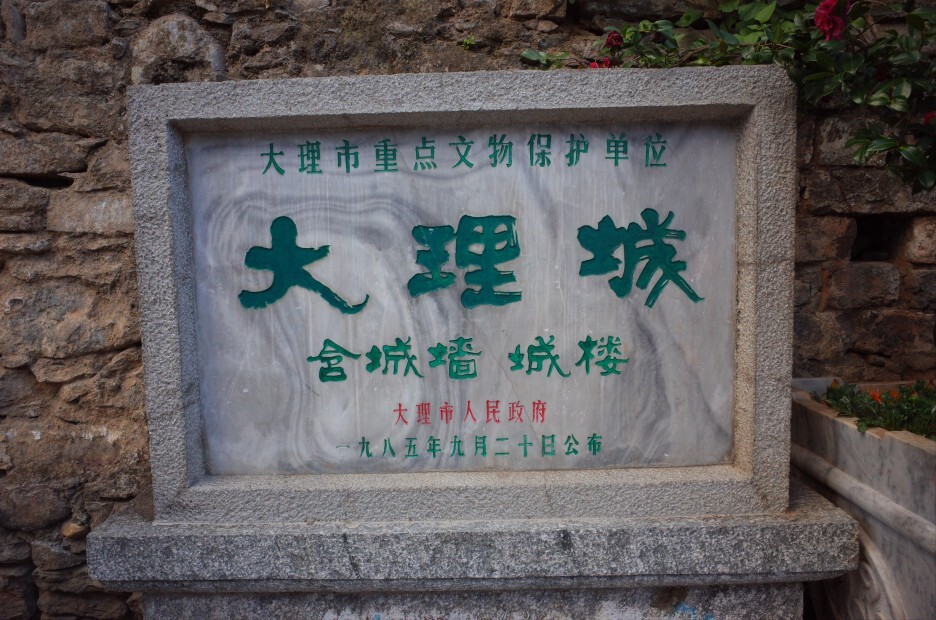 大理市重点文物保护单位
大理城
含城墙 城楼
大理市人民政府
一九八五年九月二十日公布